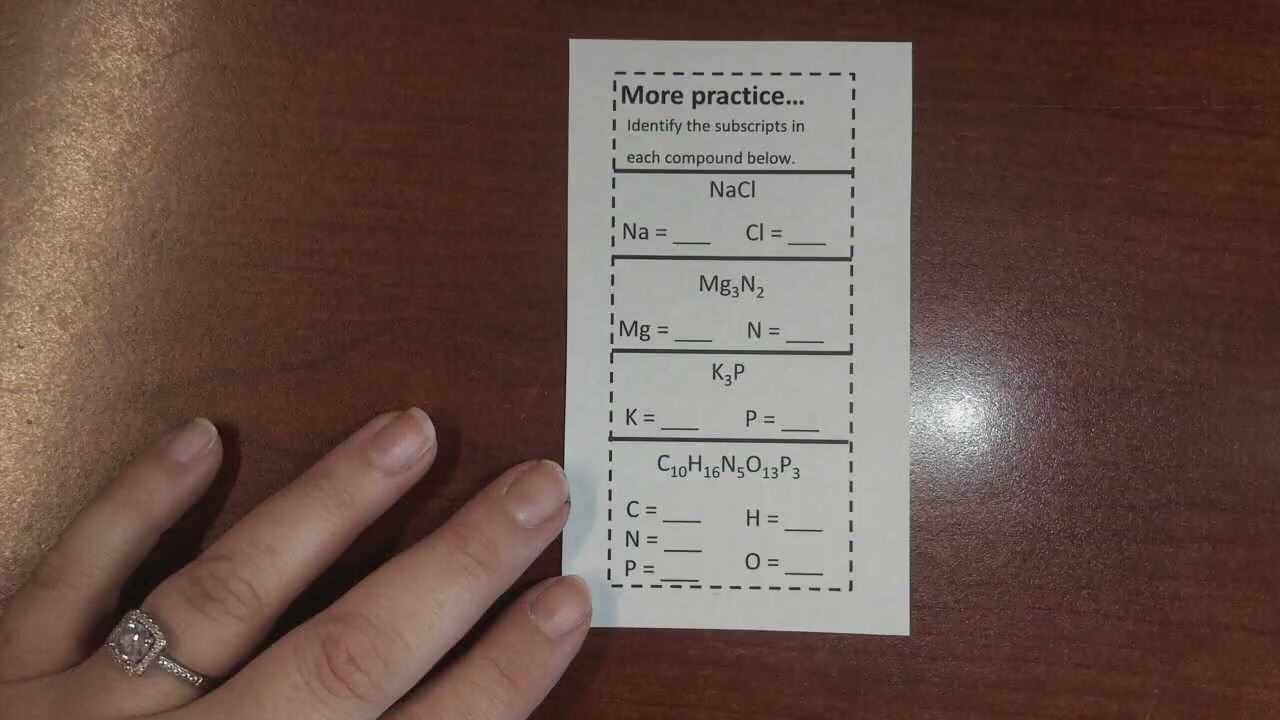 More practice...
Identify the subscripts in
each compound below.
NaCl
Na = ___ Cl = ___
Mg₃N₂
Mg = ___ N = ___
K₃P
K = ___ P = ___
C₁₀H₁₆N₅O₁₃P₃
C = ___ H = ___
N = ___
P = ___ O = ___